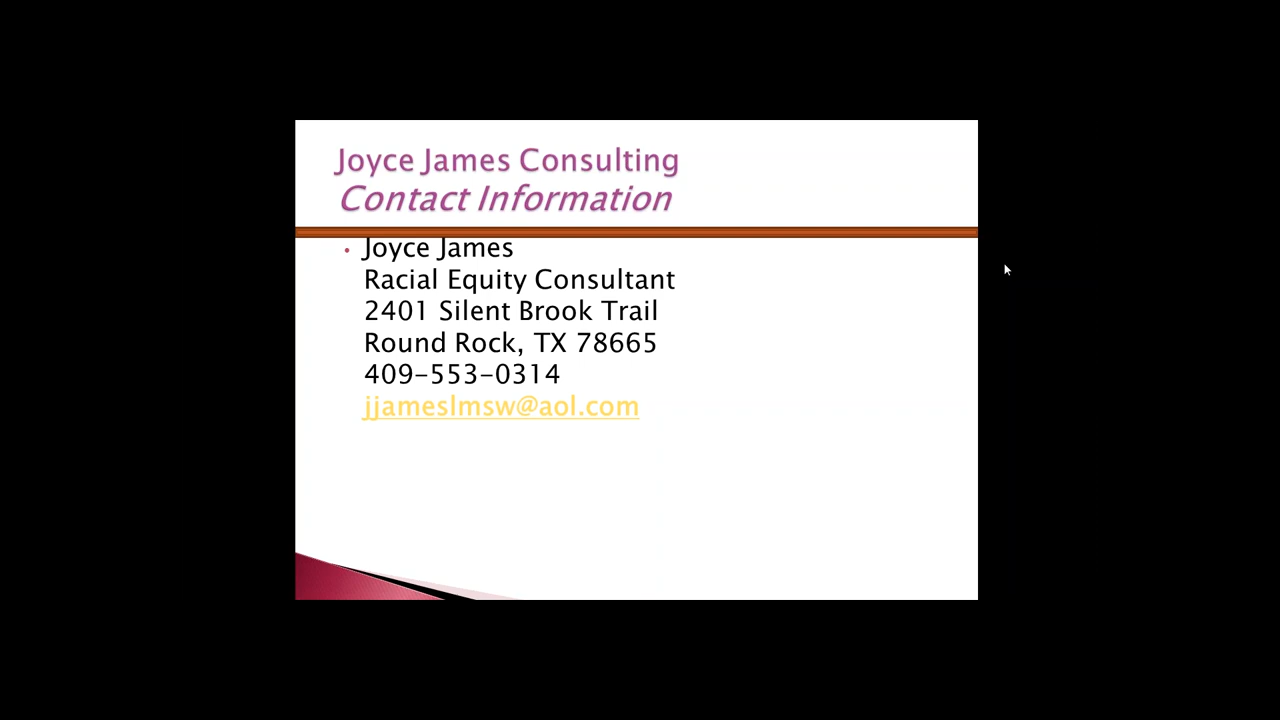 Joyce James Consulting
Contact Information
• Joyce James
Racial Equity Consultant
2401 Silent Brook Trail
Round Rock, TX 78665
409-553-0314
jjameslmsw@aol.com